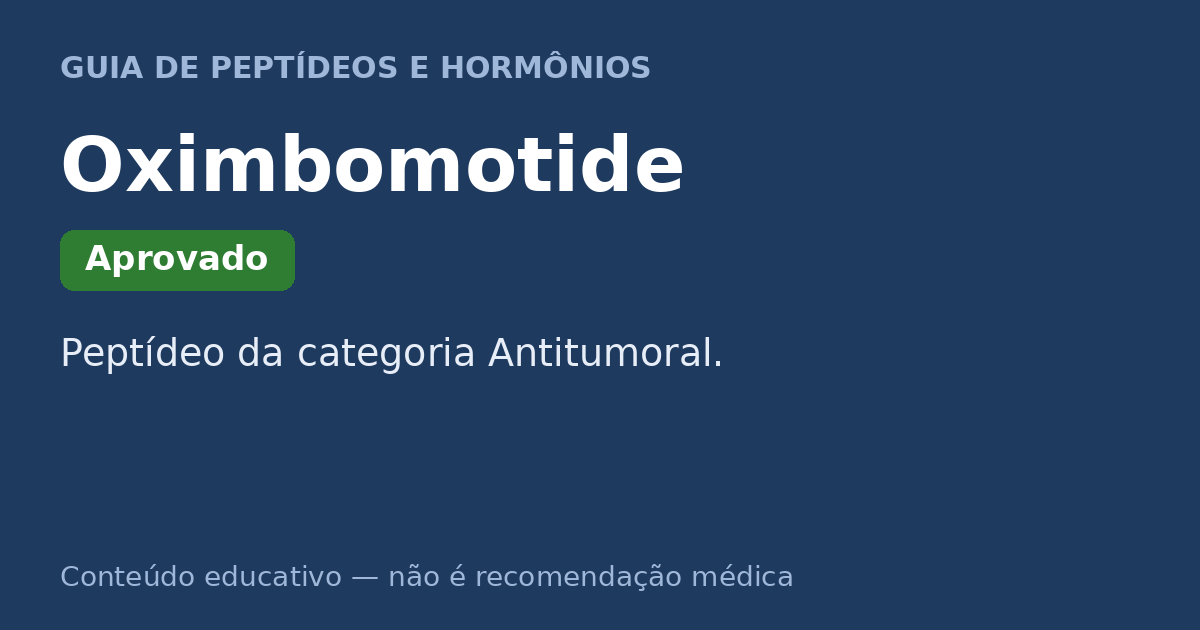 GUIA DE PEPTÍDEOS E HORMÔNIOS
Oximbomotide
Aprovado
Peptídeo da categoria Antitumoral.
Conteúdo educativo — não é recomendação médica